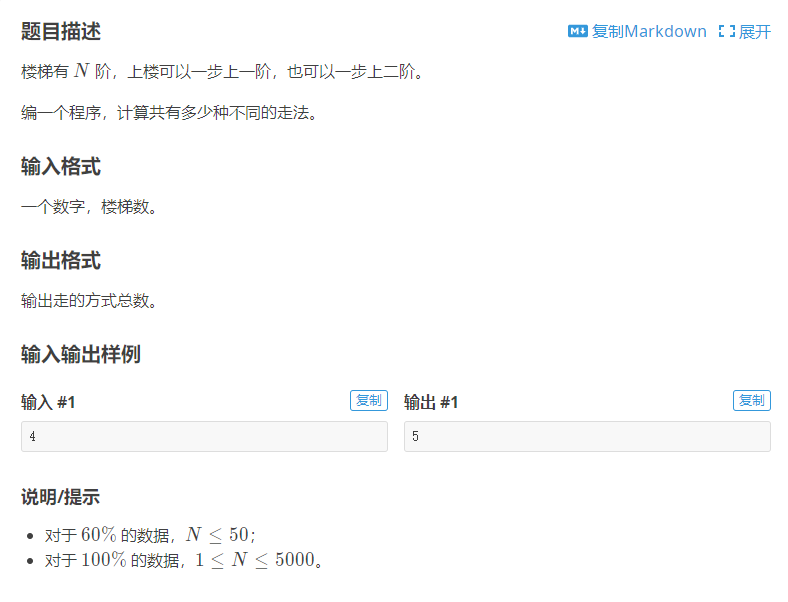 题目描述
复制Markdown 展开
楼梯有 N 阶，上楼可以一步上一阶，也可以一步上二阶。
编一个程序，计算共有多少种不同的走法。
输入格式
一个数字，楼梯数。
输出格式
输出走的方式总数。
输入输出样例
输入 #1 复制
4
输出 #1 复制
5
说明/提示
对于 60% 的数据，N ≤ 50；
对于 100% 的数据，1 ≤ N ≤ 5000。